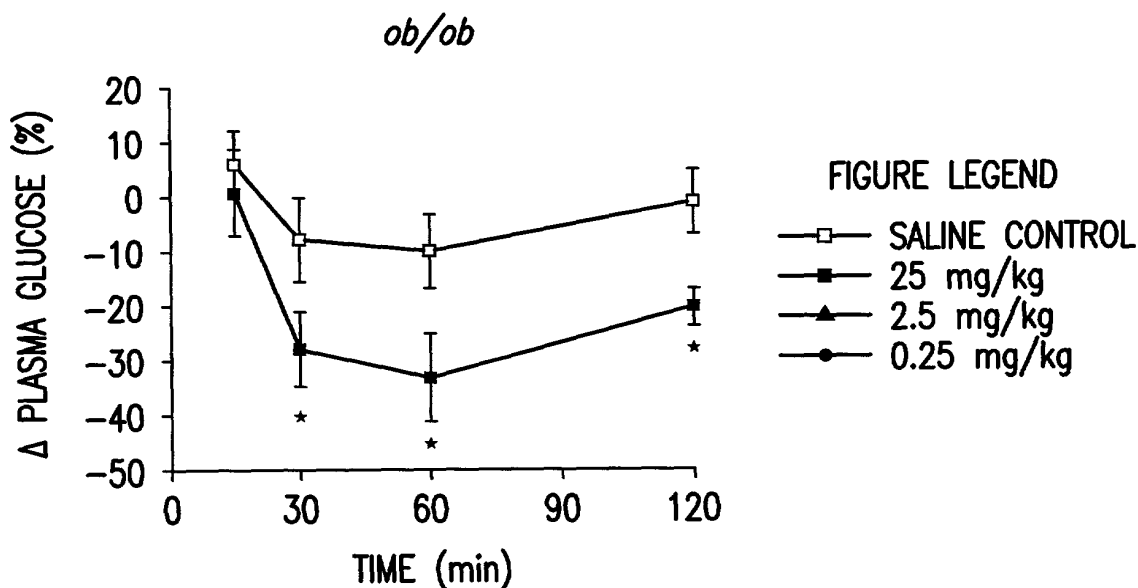 ob/ob
20
10
0
-10
-20
-30
-40
-50
Δ PLASMA GLUCOSE (%)
★
★
★
0 30 60 90 120
TIME (min)
FIGURE LEGEND
SALINE CONTROL
25 mg/kg
2.5 mg/kg
0.25 mg/kg